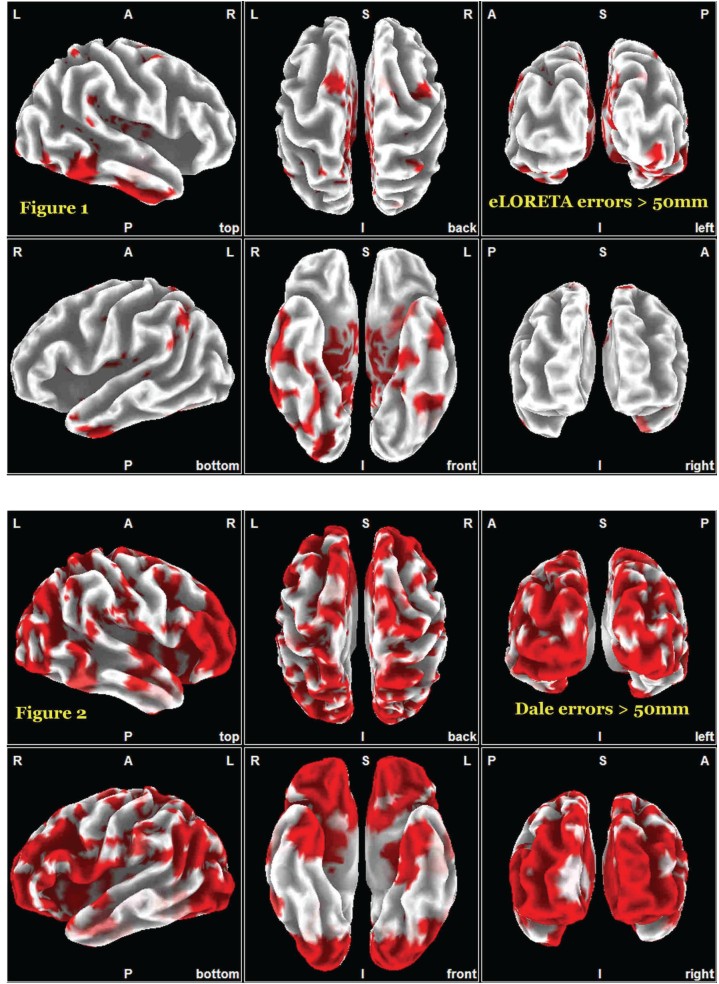 L A R
L S R
A S P
Figure 1
eLORETA errors > 50mm
P top
I back
I left
R A L
R S L
P S A
P bottom
I front
I right
L A R
L S R
A S P
Figure 2
Dale errors > 50mm
P top
I back
I left
R A L
R S L
P S A
P bottom
I front
I right